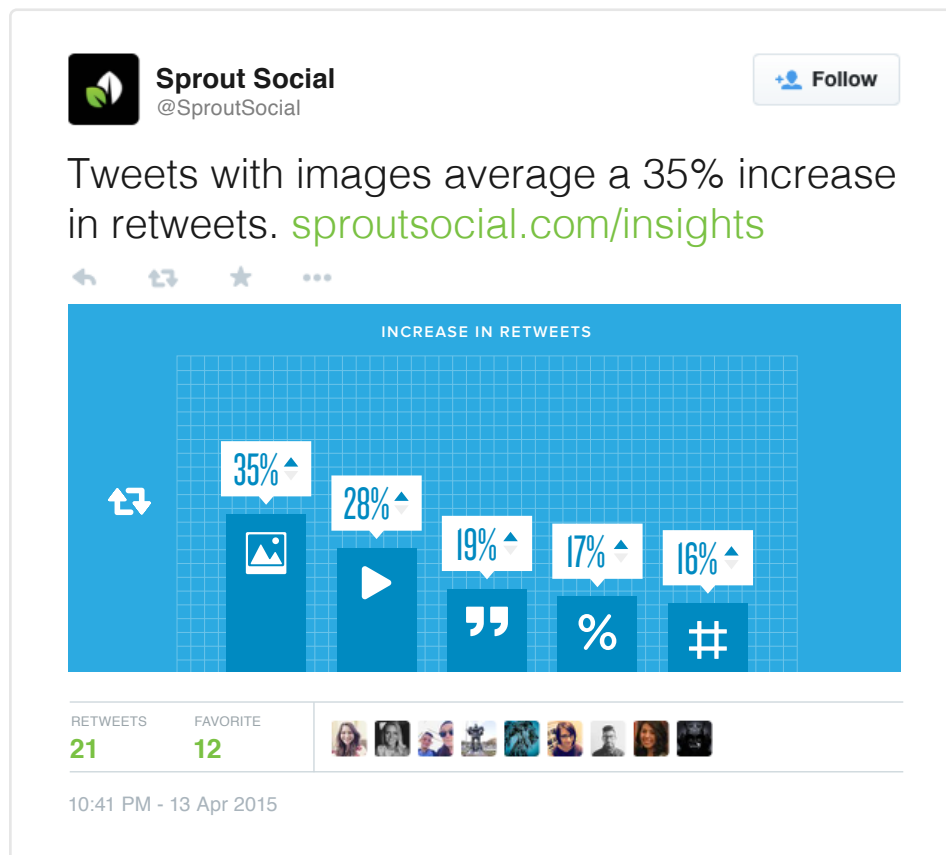 Sprout Social
@SproutSocial
Follow
Tweets with images average a 35% increase
in retweets. sproutsocial.com/insights
INCREASE IN RETWEETS
35%
28%
19%
17%
16%
%
#
RETWEETS
21
FAVORITE
12
10:41 PM - 13 Apr 2015